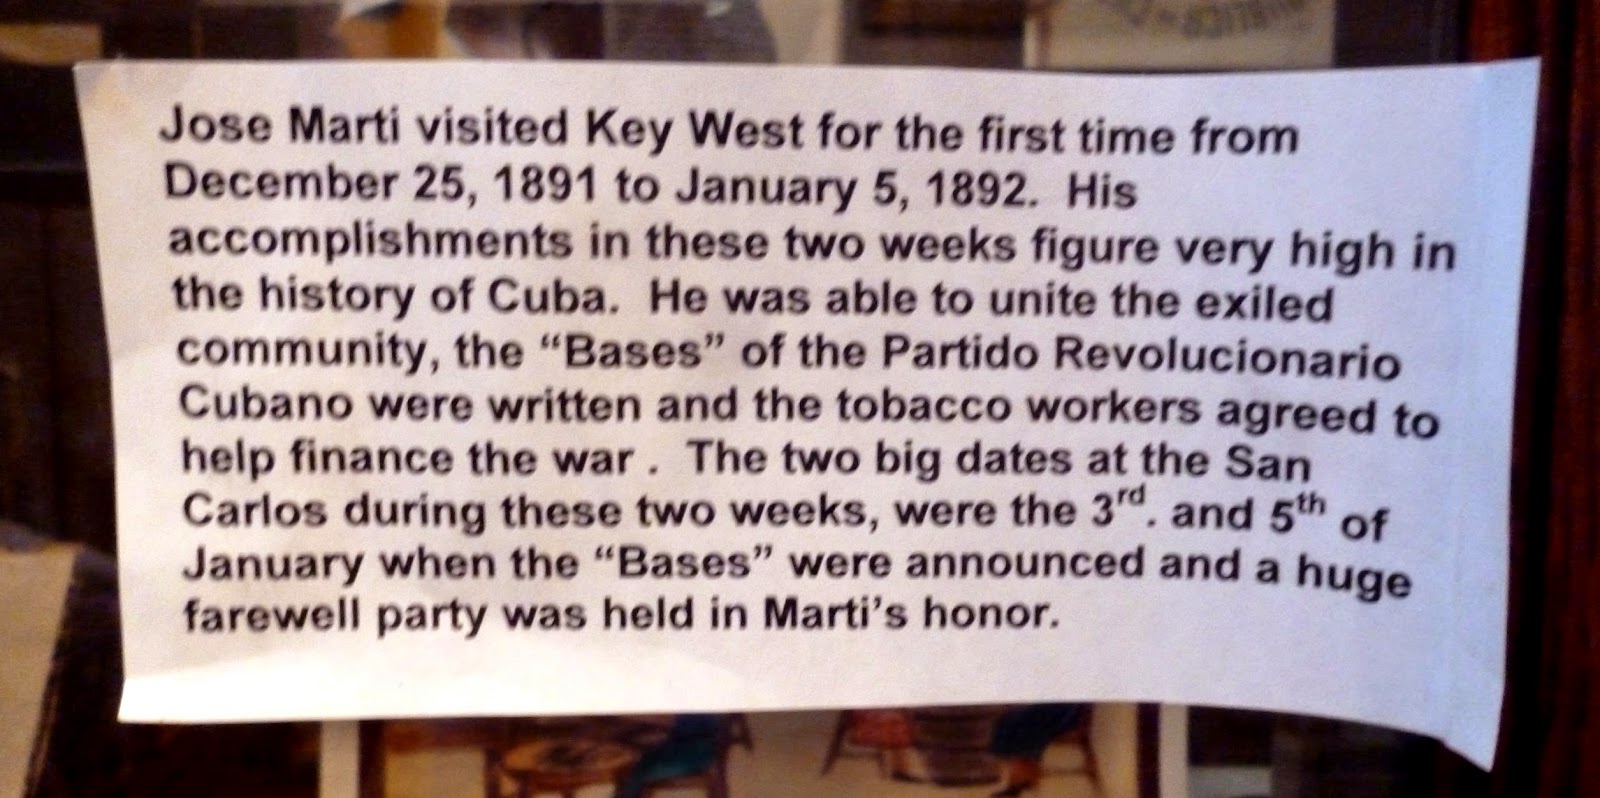 Jose Marti visited Key West for the first time from
December 25, 1891 to January 5, 1892.  His
accomplishments in these two weeks figure very high in
the history of Cuba.  He was able to unite the exiled
community, the “Bases” of the Partido Revolucionario
Cubano were written and the tobacco workers agreed to
help finance the war .  The two big dates at the San
Carlos during these two weeks, were the 3rd. and 5th of
January when the “Bases” were announced and a huge
farewell party was held in Marti’s honor.